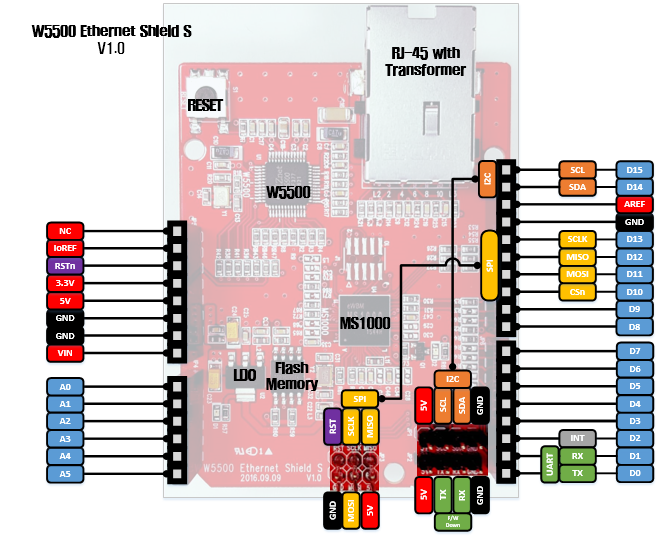 W5500 Ethernet Shield S
V1.0
RJ-45 with
Transformer
RESET
W5500
MS1000
LDO
Flash
Memory
NC
IoREF
RSTn
3.3V
5V
GND
GND
VIN
A0
A1
A2
A3
A4
A5
I2C
SPI
SCL D15
SDA D14
AREF
GND
SCLK D13
MISO D12
MOSI D11
CSn D10
D9
D8
D7
D6
D5
D4
D3
INT D2
UART
RX D1
TX D0
SPI
RST SCLK MISO
RST SCLK MISO
GND MOSI 5V
I2C
5V SCL SDA GND
5V TX RX GND
F/W
Down
W5500 Ethernet Shield S
2016.09.09 V1.0